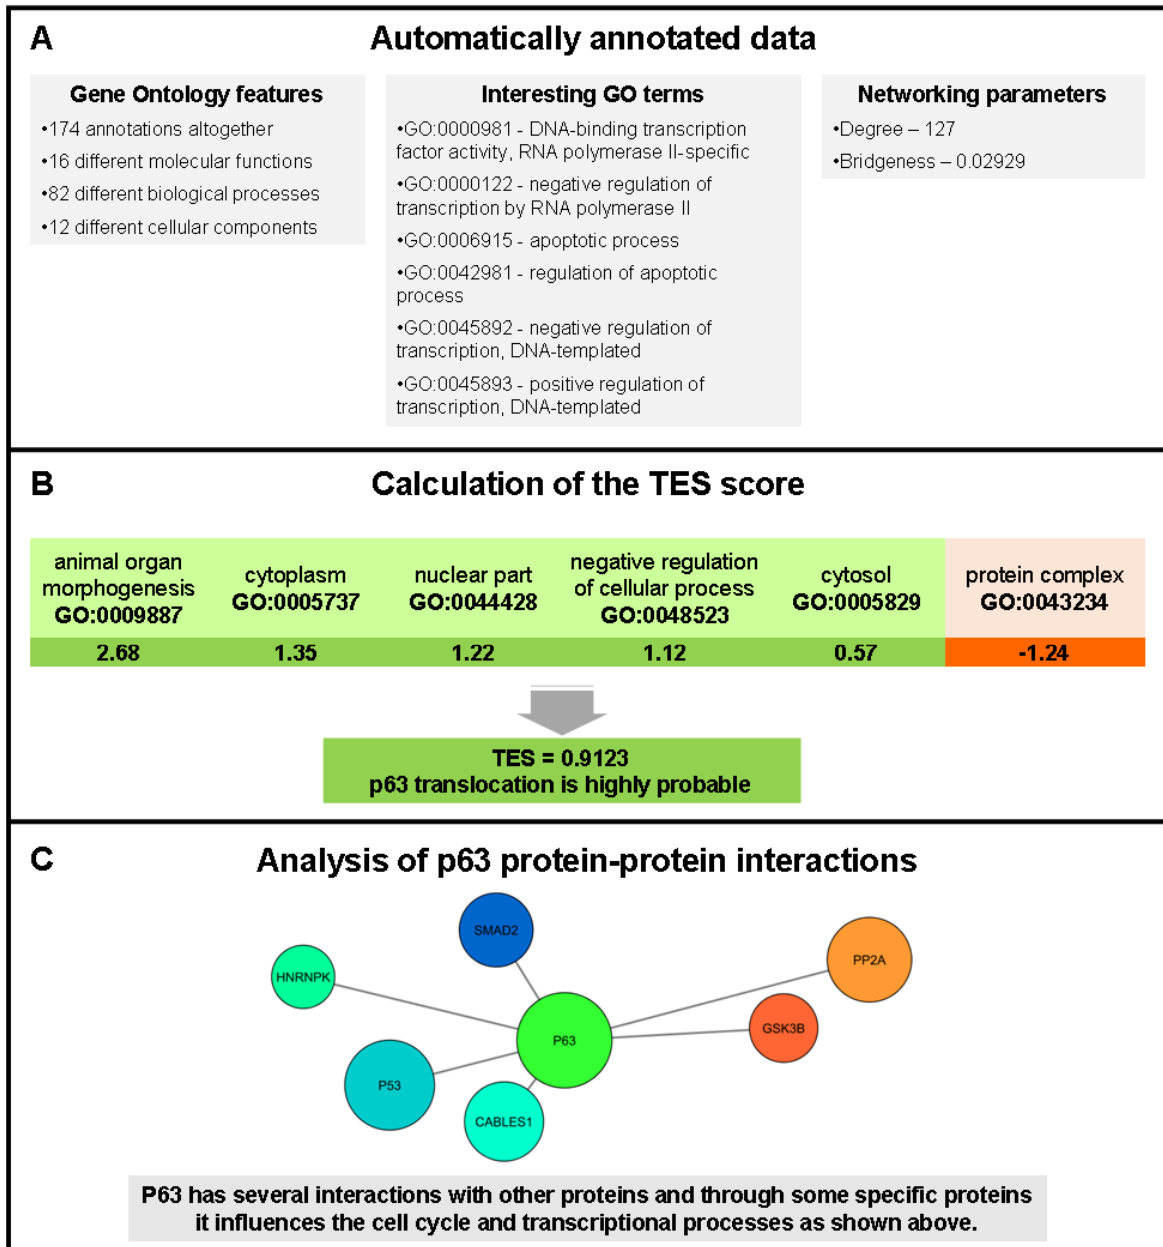 A
Automatically annotated data
Gene Ontology features
•174 annotations altogether
•16 different molecular functions
•82 different biological processes
•12 different cellular components
Interesting GO terms
•GO:0000981 - DNA-binding transcription
factor activity, RNA polymerase II-specific
•GO:0000122 - negative regulation of
transcription by RNA polymerase II
•GO:0006915 - apoptotic process
•GO:0042981 - regulation of apoptotic
process
•GO:0045892 - negative regulation of
transcription, DNA-templated
•GO:0045893 - positive regulation of
transcription, DNA-templated
Networking parameters
•Degree – 127
•Bridgeness – 0.02929
B
Calculation of the TES score
animal organ
morphogenesis
GO:0009887
2.68
cytoplasm
GO:0005737
1.35
nuclear part
GO:0044428
1.22
negative regulation
of cellular process
GO:0048523
1.12
cytosol
GO:0005829
0.57
protein complex
GO:0043234
-1.24
TES = 0.9123
p63 translocation is highly probable
C
Analysis of p63 protein-protein interactions
SMAD2
HNRNPK
PP2A
GSK3B
P63
P53
CABLES1
P63 has several interactions with other proteins and through some specific proteins
it influences the cell cycle and transcriptional processes as shown above.